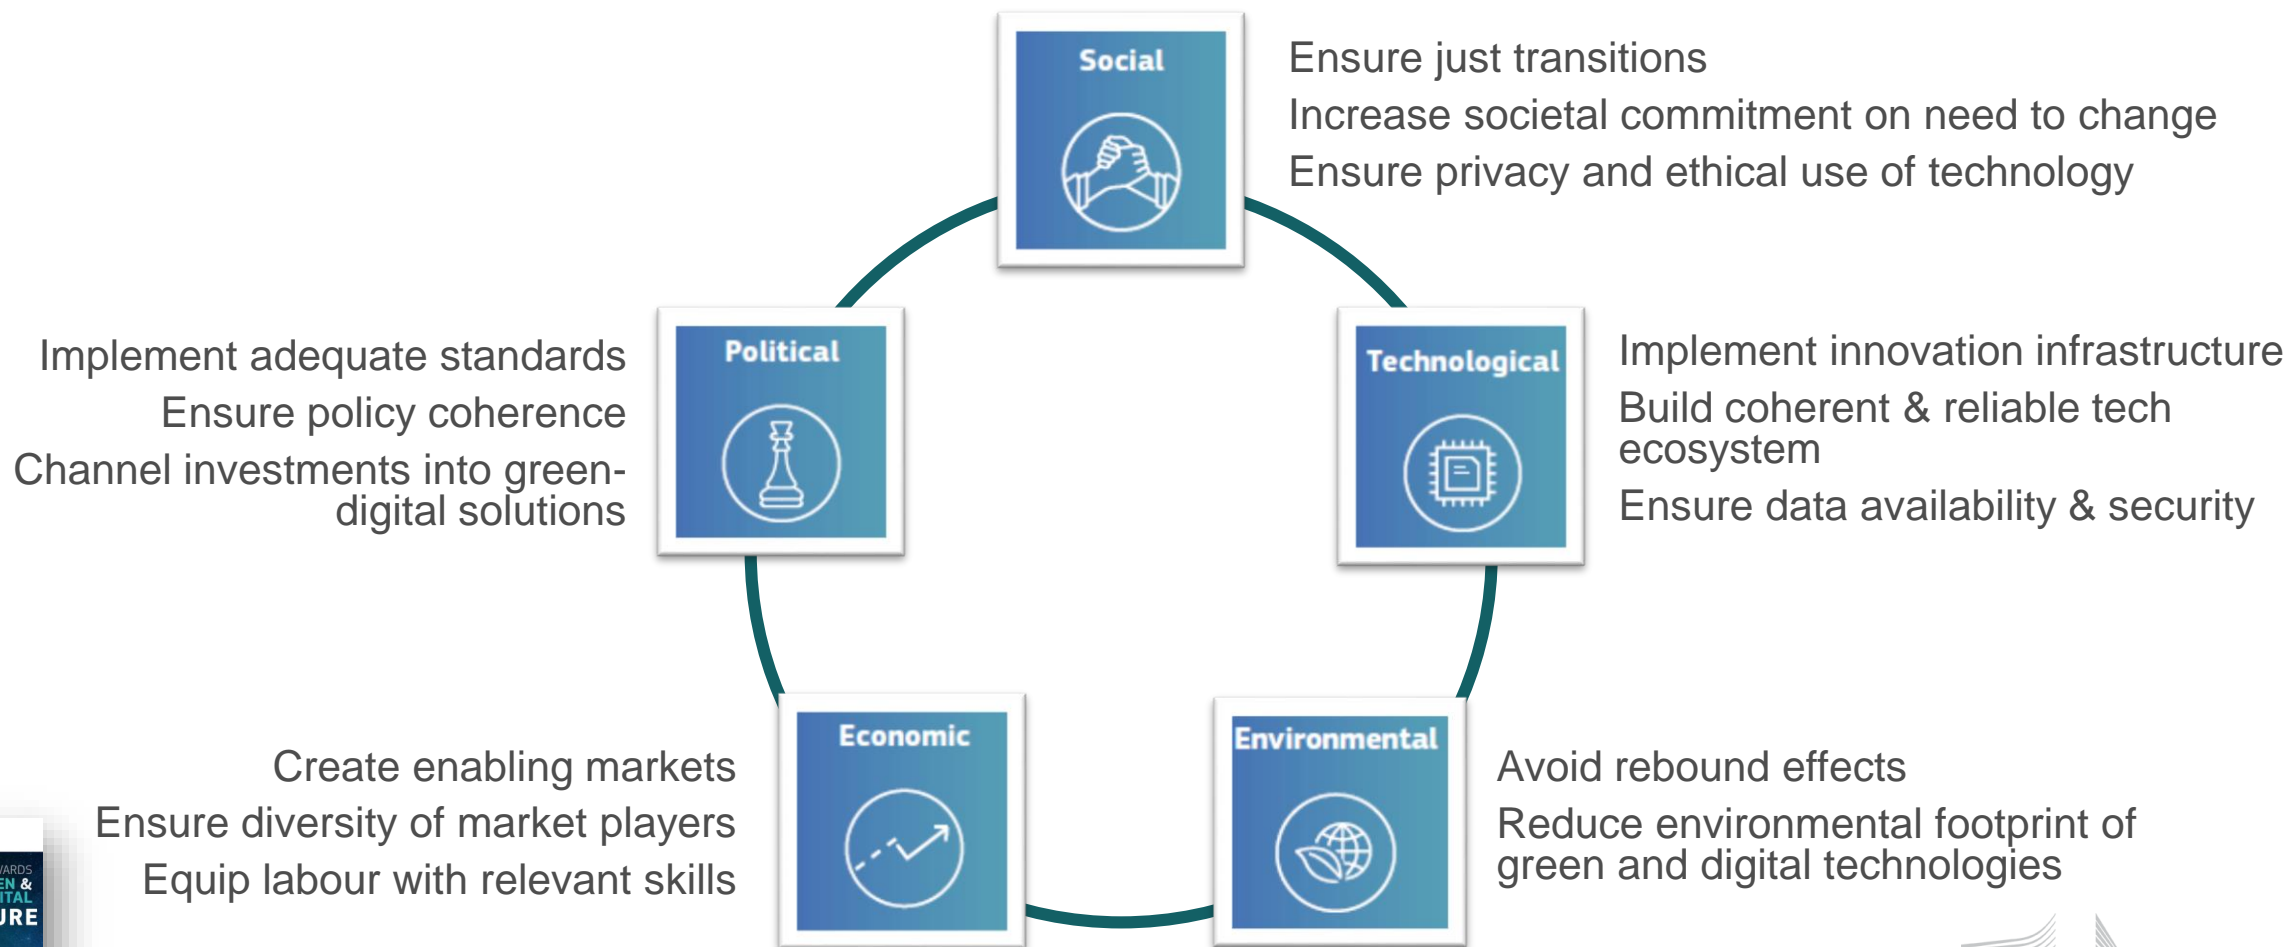 Social
Ensure just transitions
Increase societal commitment on need to change
Ensure privacy and ethical use of technology
Political
Implement adequate standards
Ensure policy coherence
Channel investments into green-
digital solutions
Technological
Implement innovation infrastructure
Build coherent & reliable tech
ecosystem
Ensure data availability & security
Economic
Create enabling markets
Ensure diversity of market players
Equip labour with relevant skills
Environmental
Avoid rebound effects
Reduce environmental footprint of
green and digital technologies
&